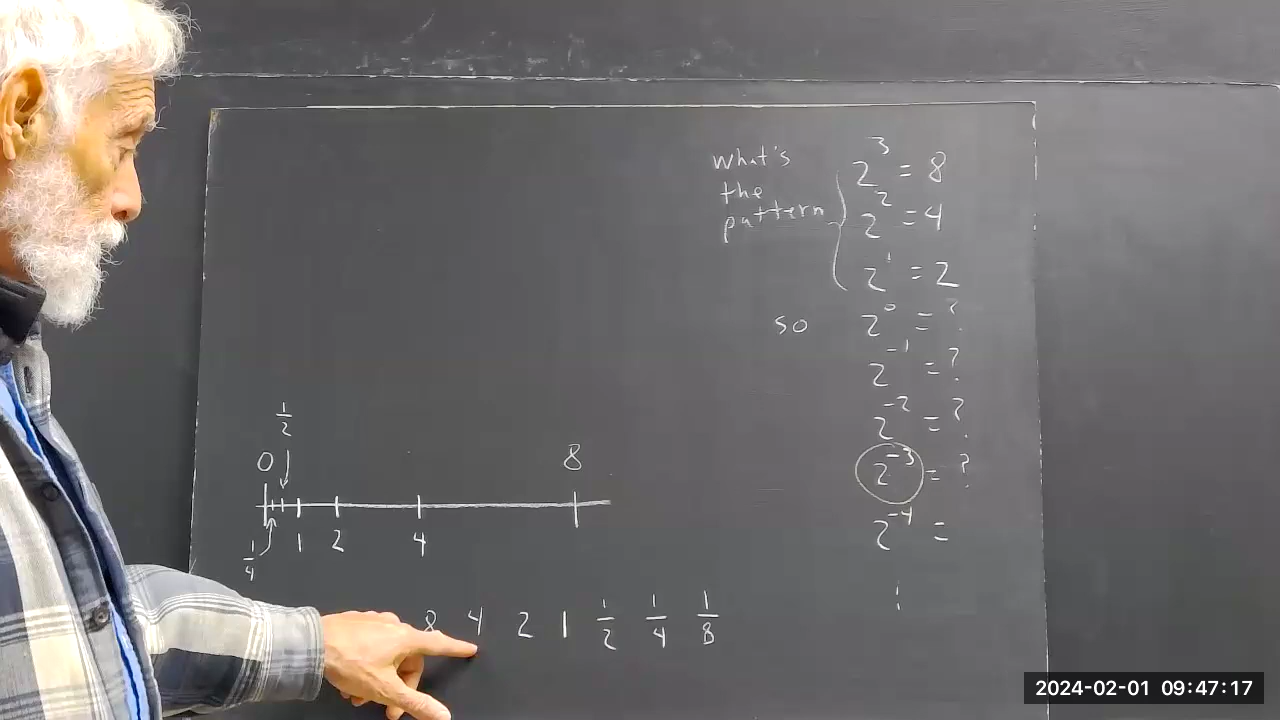 what's
the
pattern
2³ = 8
2² = 4
2¹ = 2
so 2⁰ = ?
2⁻¹ = ?
2⁻² = ?
2⁻³ = ?
2⁻⁴ =
1/2
0 8
1 2 4
1/4
8 4 2 1 1/2 1/4 1/8
2024-02-01 09:47:17